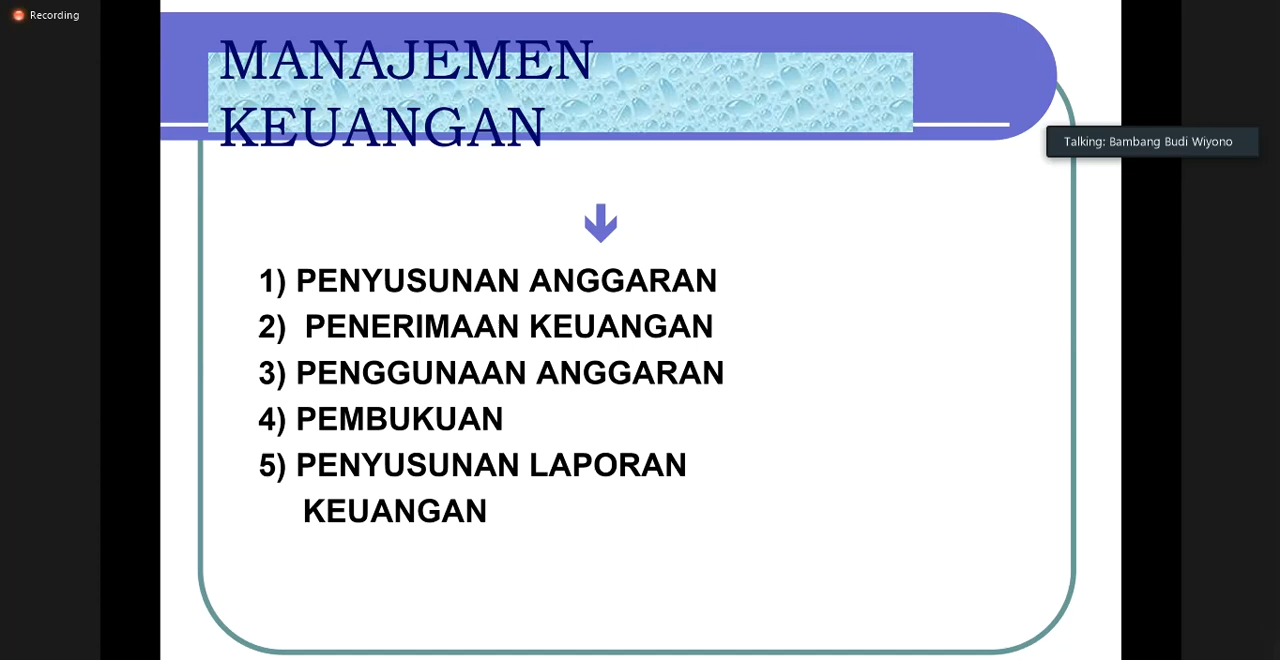 Recording
MANAJEMEN
KEUANGAN
Talking: Bambang Budi Wiyono
1) PENYUSUNAN ANGGARAN
2) PENERIMAAN KEUANGAN
3) PENGGUNAAN ANGGARAN
4) PEMBUKUAN
5) PENYUSUNAN LAPORAN
KEUANGAN